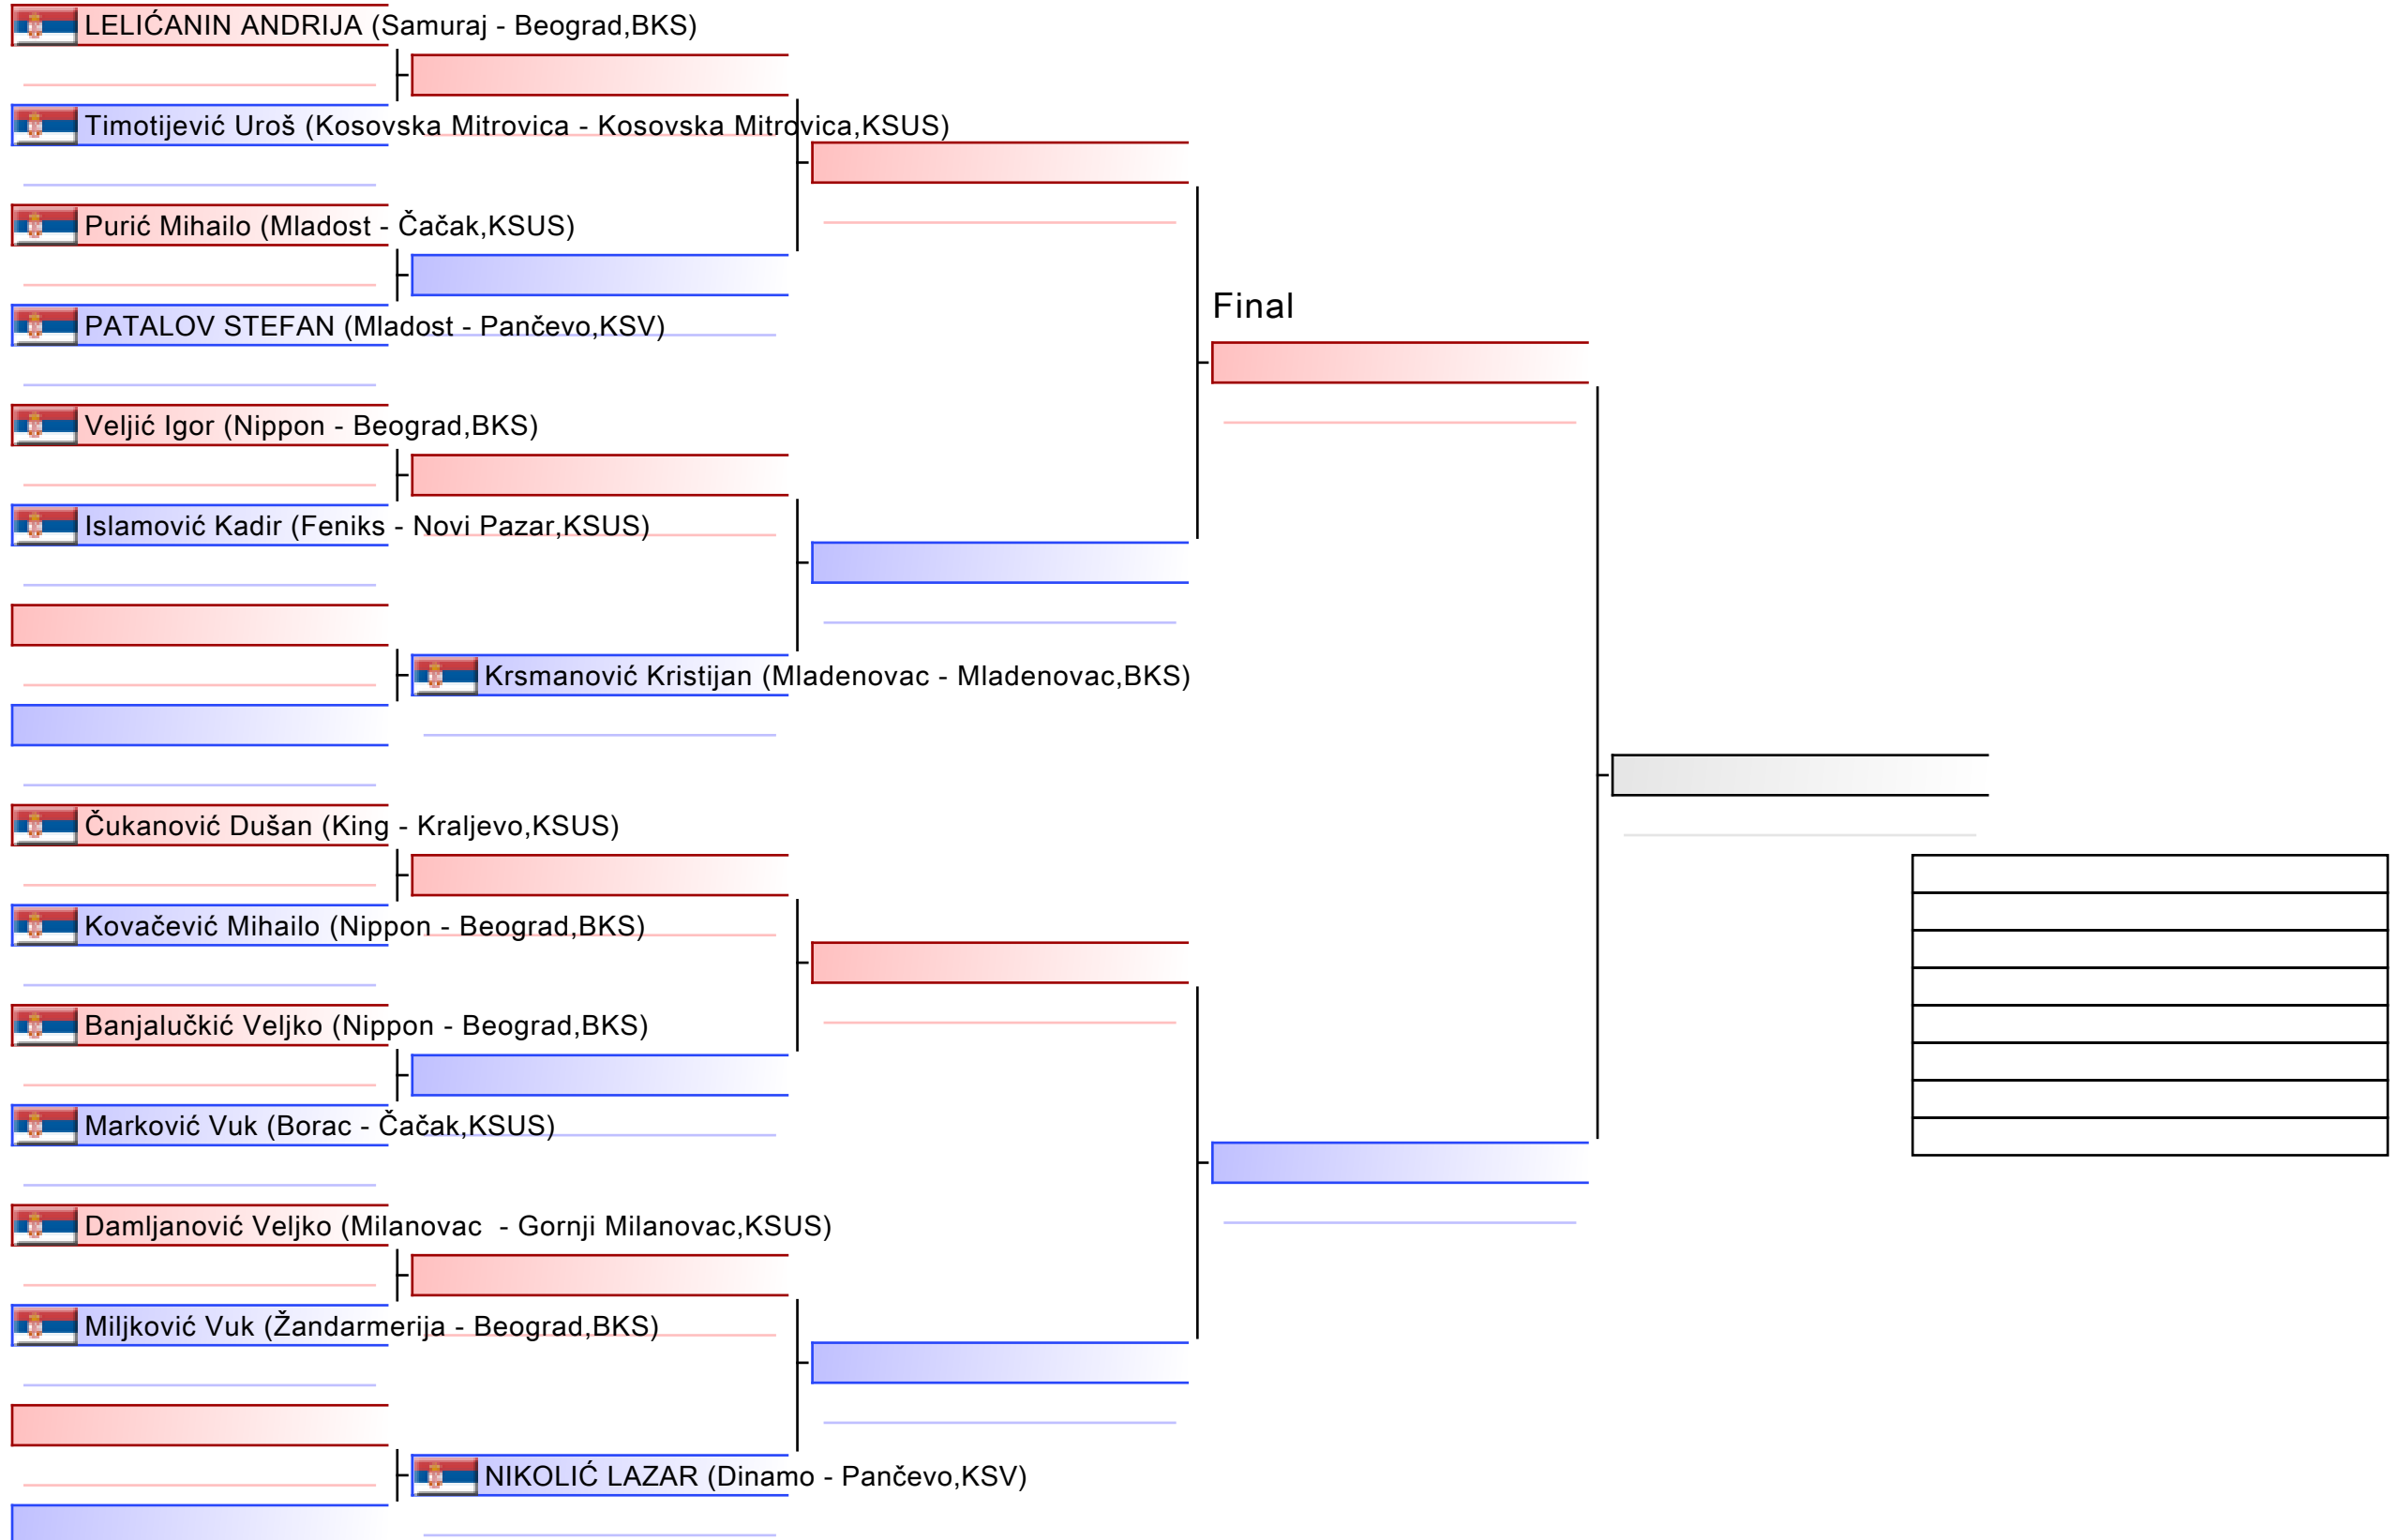 LELIĆANIN ANDRIJA (Samuraj - Beograd,BKS)
Timotijević Uroš (Kosovska Mitrovica - Kosovska Mitrovica,KSUS)
Purić Mihailo (Mladost - Čačak,KSUS)
Final
PATALOV STEFAN (Mladost - Pančevo,KSV)
Veljić Igor (Nippon - Beograd,BKS)
Islamović Kadir (Feniks - Novi Pazar,KSUS)
Krsmanović Kristijan (Mladenovac - Mladenovac,BKS)
Čukanović Dušan (King - Kraljevo,KSUS)
Kovačević Mihailo (Nippon - Beograd,BKS)
Banjalučkić Veljko (Nippon - Beograd,BKS)
Marković Vuk (Borac - Čačak,KSUS)
Damljanović Veljko (Milanovac  - Gornji Milanovac,KSUS)
Miljković Vuk (Žandarmerija - Beograd,BKS)
NIKOLIĆ LAZAR (Dinamo - Pančevo,KSV)